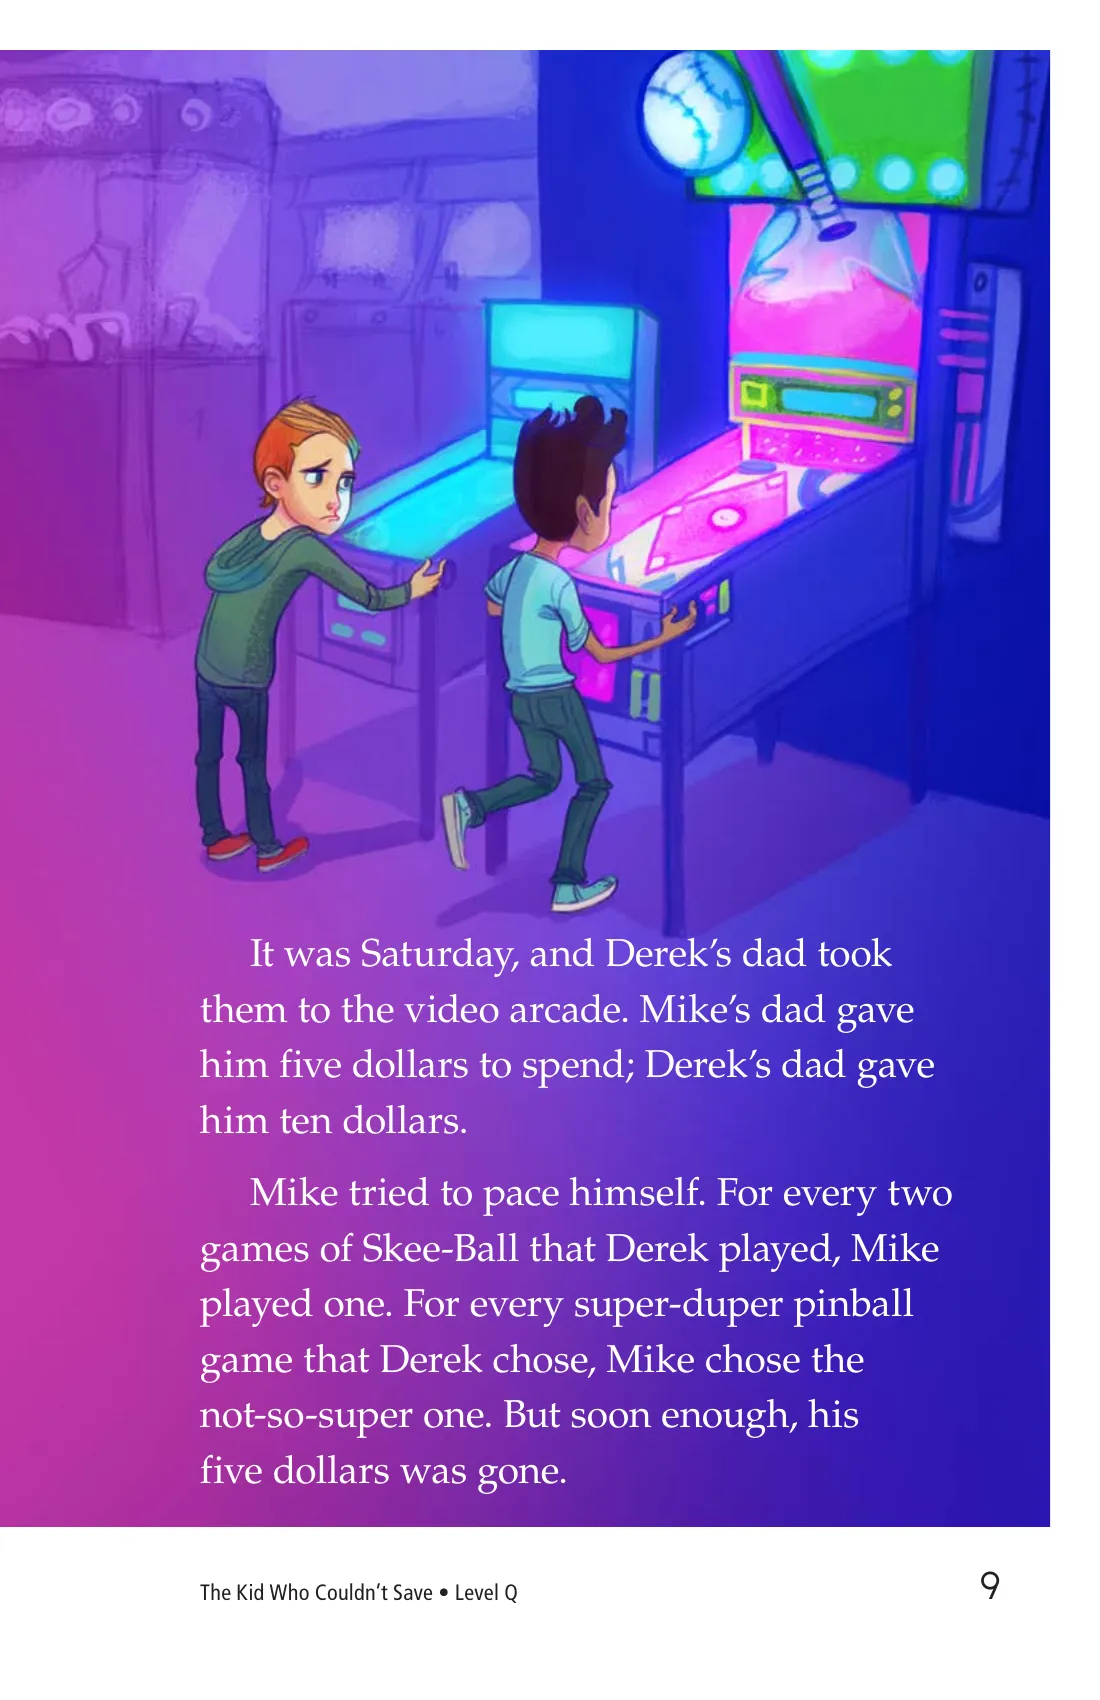 It was Saturday, and Derek’s dad took
them to the video arcade. Mike’s dad gave
him five dollars to spend; Derek’s dad gave
him ten dollars.
Mike tried to pace himself. For every two
games of Skee-Ball that Derek played, Mike
played one. For every super-duper pinball
game that Derek chose, Mike chose the
not-so-super one. But soon enough, his
five dollars was gone.
The Kid Who Couldn’t Save • Level Q
9